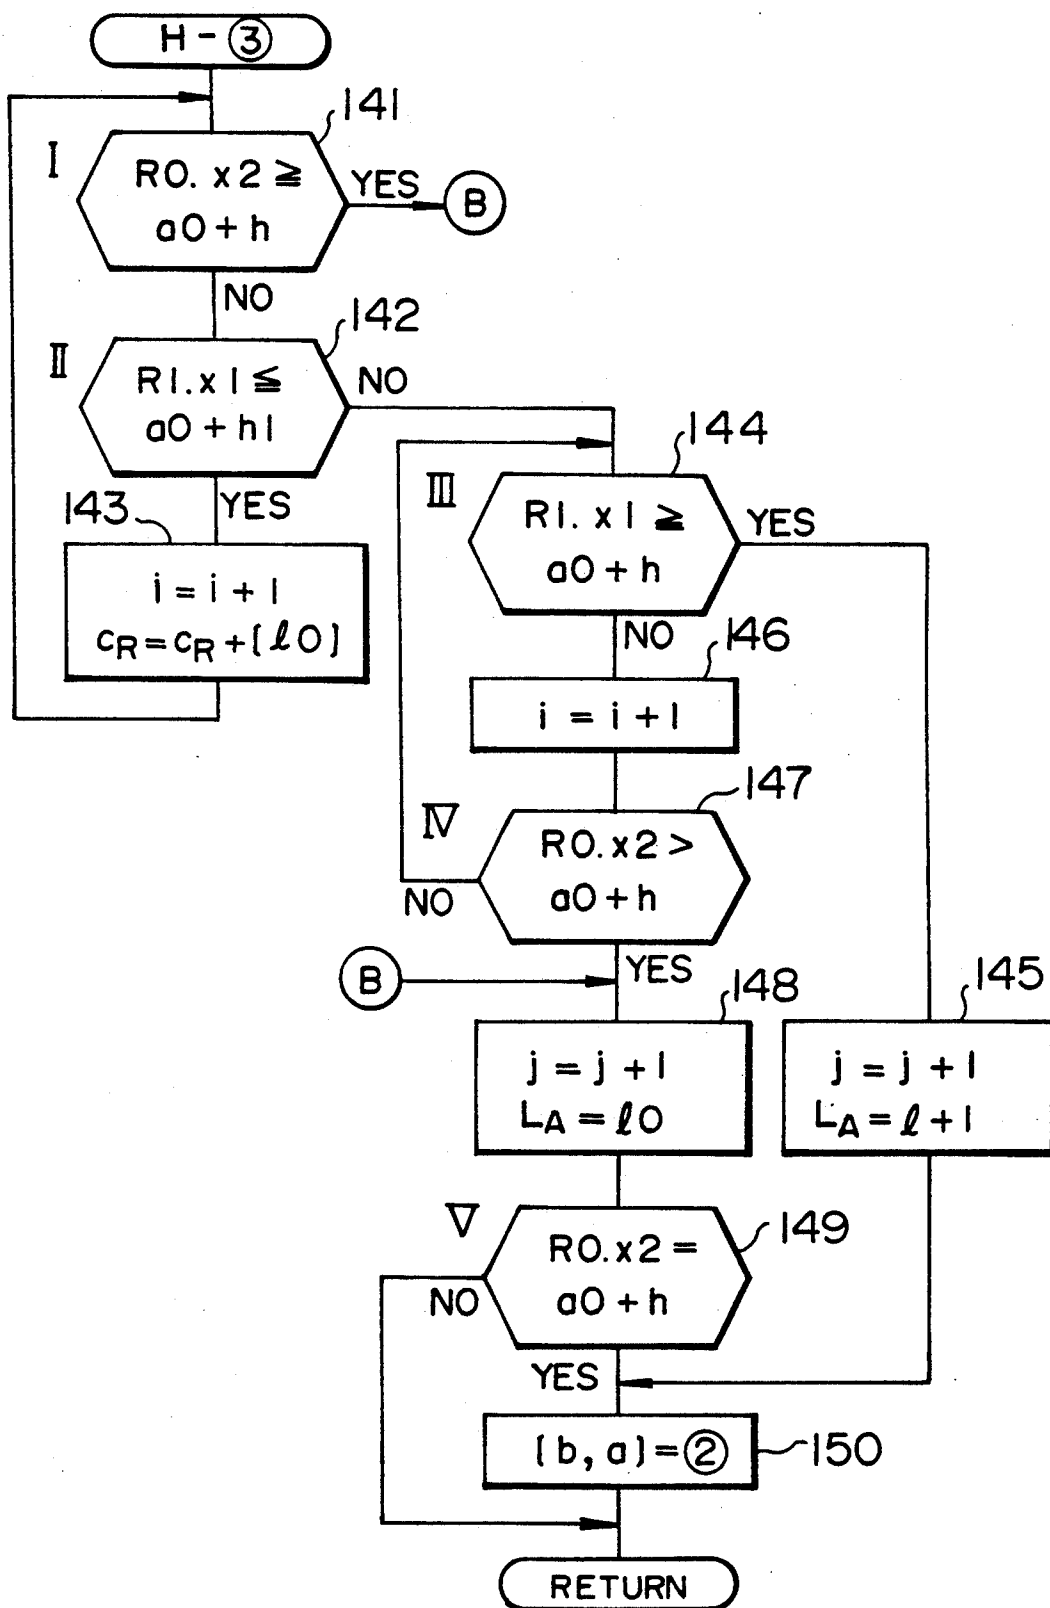 H - ③
141
I
R0. x2 ≧
a0 + h
YES
B
NO
142
II
R1. x1 ≦
a0 + h1
NO
YES
143
i = i + 1
cR = cR + [ℓ0]
144
III
R1. x1 ≧
a0 + h
YES
NO
146
i = i + 1
147
IV
R0. x2 >
a0 + h
NO
YES
B
148
j = j + 1
LA = ℓ0
145
j = j + 1
LA = ℓ + 1
V
149
R0. x2 =
a0 + h
NO
YES
[b, a] = ②
150
RETURN